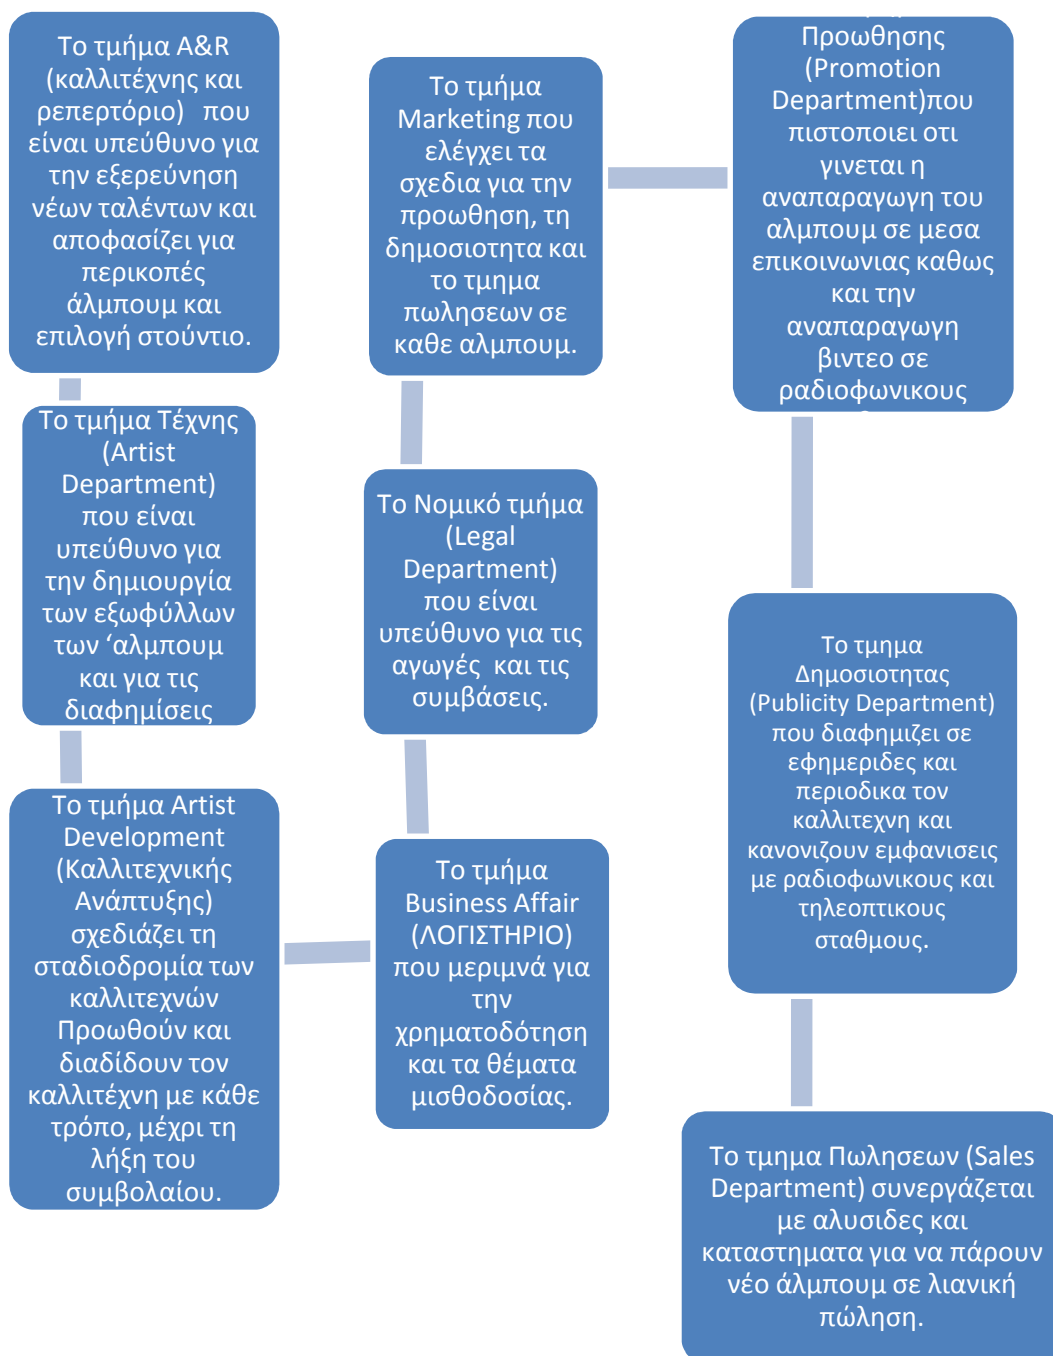 Το τμήμα A&R
(καλλιτέχνης και
ρεπερτόριο) που
είναι υπεύθυνο για
την εξερεύνηση
νέων ταλέντων και
αποφασίζει για
περικοπές
άλμπουμ και
επιλογή στούντιο.
Το τμήμα Τέχνης
(Artist
Department)
που είναι
υπεύθυνο για
την δημιουργία
των εξωφύλλων
των ‘αλμπουμ
και για τις
διαφημίσεις
Το τμήμα Artist
Development
(Καλλιτεχνικής
Ανάπτυξης)
σχεδιάζει τη
σταδιοδρομία των
καλλιτεχνών
Προωθούν και
διαδίδουν τον
καλλιτέχνη με κάθε
τρόπο, μέχρι τη
λήξη του
συμβολαίου.
Το τμήμα
Business Affair
(ΛΟΓΙΣΤΗΡΙΟ)
που μεριμνά για
την
χρηματοδότηση
και τα θέματα
μισθοδοσίας.
Το Νομικό τμήμα
(Legal
Department)
που είναι
υπεύθυνο για τις
αγωγές και τις
συμβάσεις.
Το τμήμα
Marketing που
ελέγχει τα
σχεδια για την
προωθηση, τη
δημοσιοτητα και
το τμημα
πωλησεων σε
καθε αλμπουμ.
Προωθησης
(Promotion
Department)που
πιστοποιει οτι
γινεται η
αναπαραγωγη του
αλμπουμ σε μεσα
επικοινωνιας καθως
και την
αναπαραγωγη
βιντεο σε
ραδιοφωνικους
Το τμημα
Δημοσιοτητας
(Publicity Department)
που διαφημιζει σε
εφημεριδες και
περιοδικα τον
καλλιτεχνη και
κανονιζουν εμφανισεις
με ραδιοφωνικους και
τηλεοπτικους
σταθμους.
Το τμημα Πωλησεων (Sales
Department) συνεργάζεται
με αλυσιδες και
καταστηματα για να πάρουν
νέο άλμπουμ σε λιανική
πώληση.